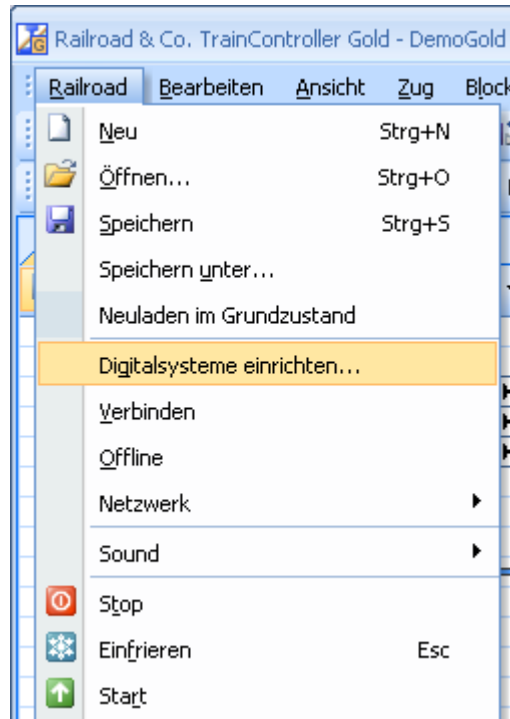 Railroad & Co. TrainController Gold - DemoGold
Railroad Bearbeiten Ansicht Zug Block
Neu Strg+N
Öffnen... Strg+O
Speichern Strg+S
Speichern unter...
Neuladen im Grundzustand
Digitalsysteme einrichten...
Verbinden
Offline
Netzwerk
Sound
Stop
Einfrieren Esc
Start